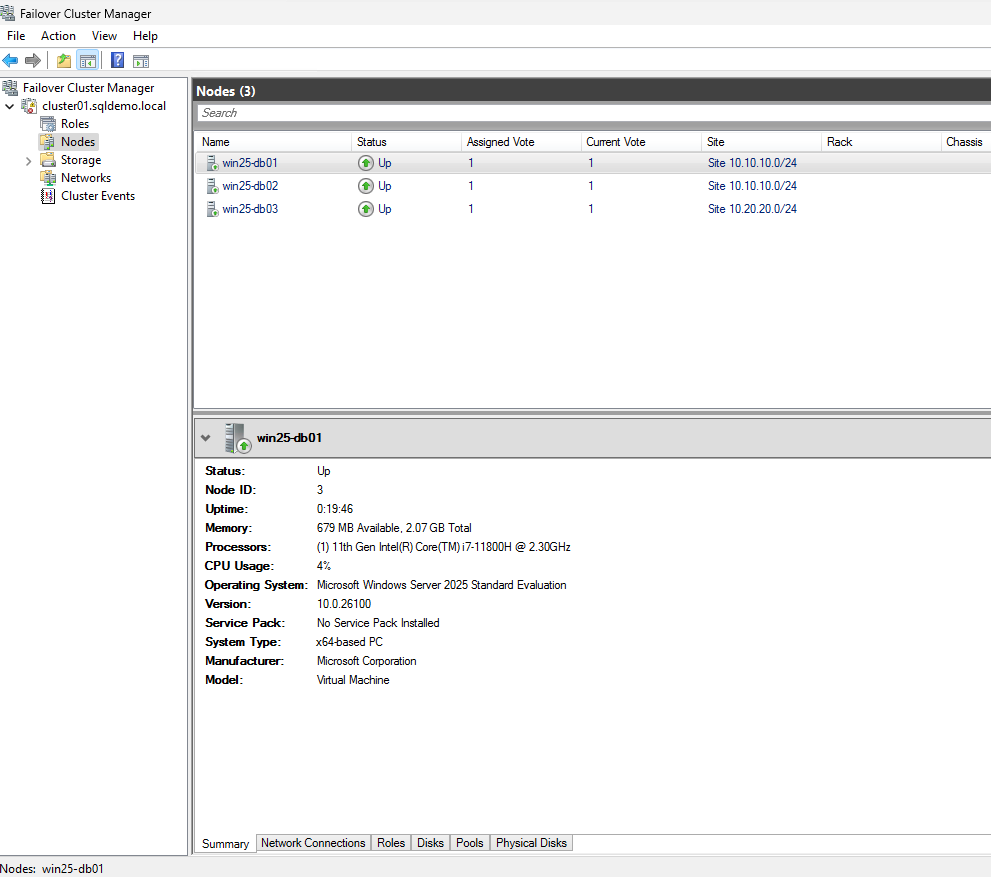 Failover Cluster Manager
File Action View Help
Failover Cluster Manager
cluster01.sqldemo.local
Roles
Nodes
Storage
Networks
Cluster Events
Nodes (3)
Search
Name Status Assigned Vote Current Vote Site Rack Chassis
win25-db01 Up 1 1 Site 10.10.10.0/24
win25-db02 Up 1 1 Site 10.10.10.0/24
win25-db03 Up 1 1 Site 10.20.20.0/24
win25-db01
Status: Up
Node ID: 3
Uptime: 0:19:46
Memory: 679 MB Available, 2.07 GB Total
Processors: (1) 11th Gen Intel(R) Core(TM) i7-11800H @ 2.30GHz
CPU Usage: 4%
Operating System: Microsoft Windows Server 2025 Standard Evaluation
Version: 10.0.26100
Service Pack: No Service Pack Installed
System Type: x64-based PC
Manufacturer: Microsoft Corporation
Model: Virtual Machine
Summary Network Connections Roles Disks Pools Physical Disks
Nodes: win25-db01